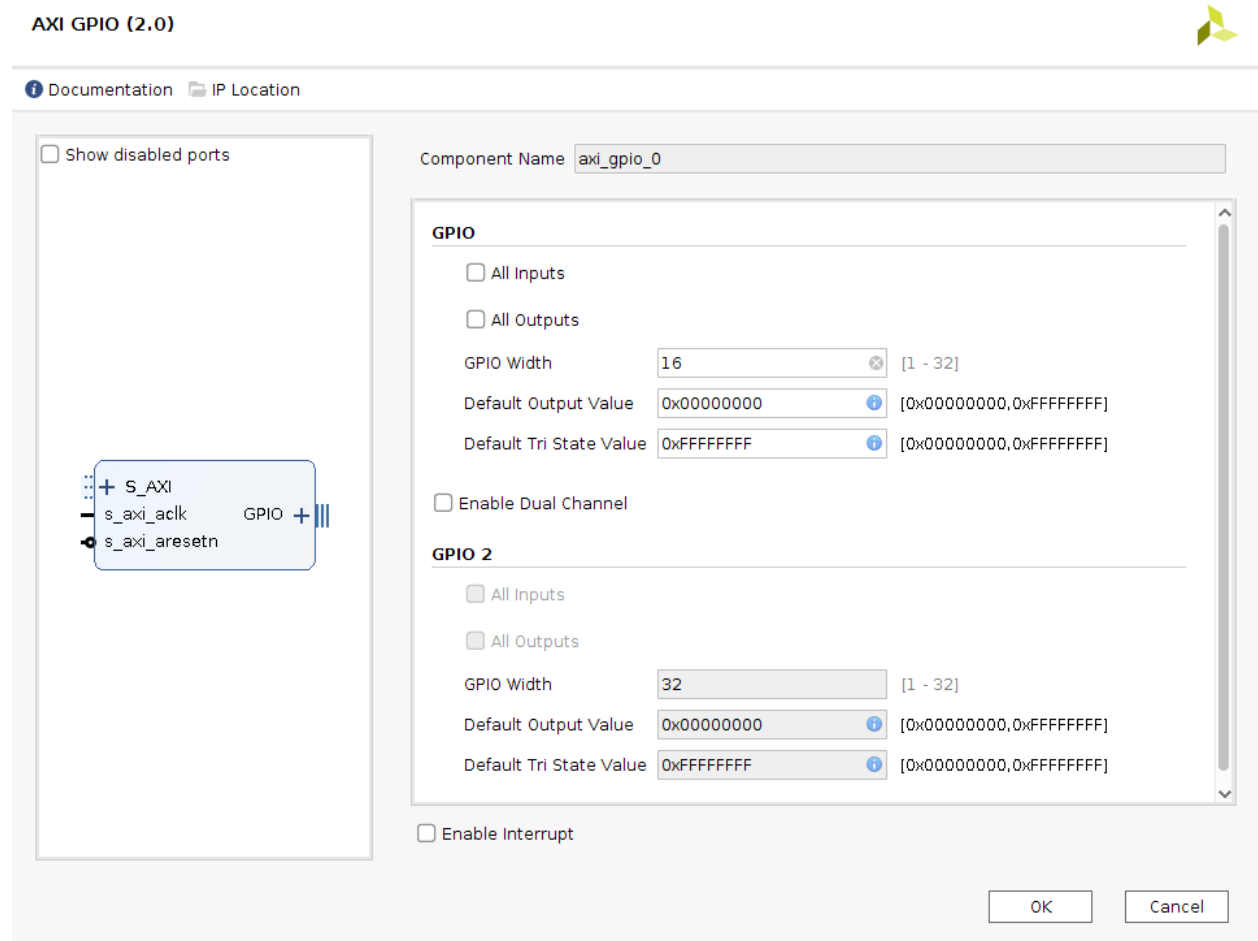 AXI GPIO (2.0)
Documentation IP Location
Show disabled ports
S_AXI
s_axi_aclk GPIO
s_axi_aresetn
Component Name axi_gpio_0
GPIO
All Inputs
All Outputs
GPIO Width 16 [1 - 32]
Default Output Value 0x00000000 [0x00000000,0xFFFFFFFF]
Default Tri State Value 0xFFFFFFFF [0x00000000,0xFFFFFFFF]
Enable Dual Channel
GPIO 2
All Inputs
All Outputs
GPIO Width 32 [1 - 32]
Default Output Value 0x00000000 [0x00000000,0xFFFFFFFF]
Default Tri State Value 0xFFFFFFFF [0x00000000,0xFFFFFFFF]
Enable Interrupt
OK Cancel